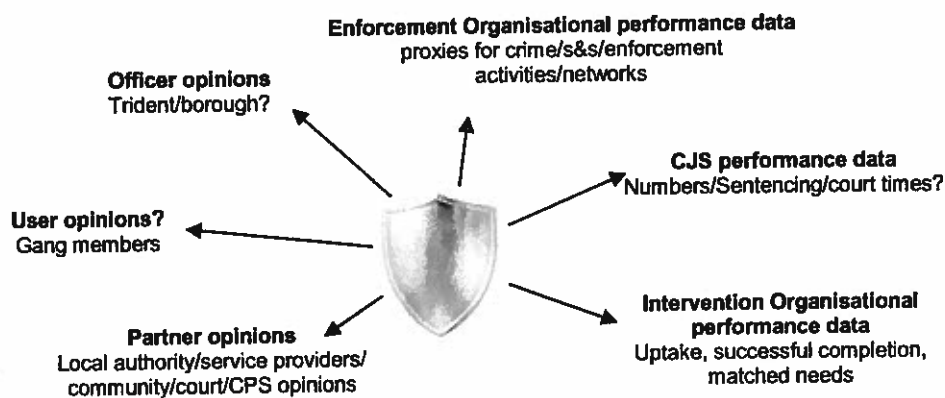 Enforcement Organisational performance data
proxies for crime/s&s/enforcement
activities/networks
Officer opinions
Trident/borough?
CJS performance data
Numbers/Sentencing/court times?
User opinions?
Gang members
Intervention Organisational
performance data
Uptake, successful completion,
matched needs
Partner opinions
Local authority/service providers/
community/court/CPS opinions